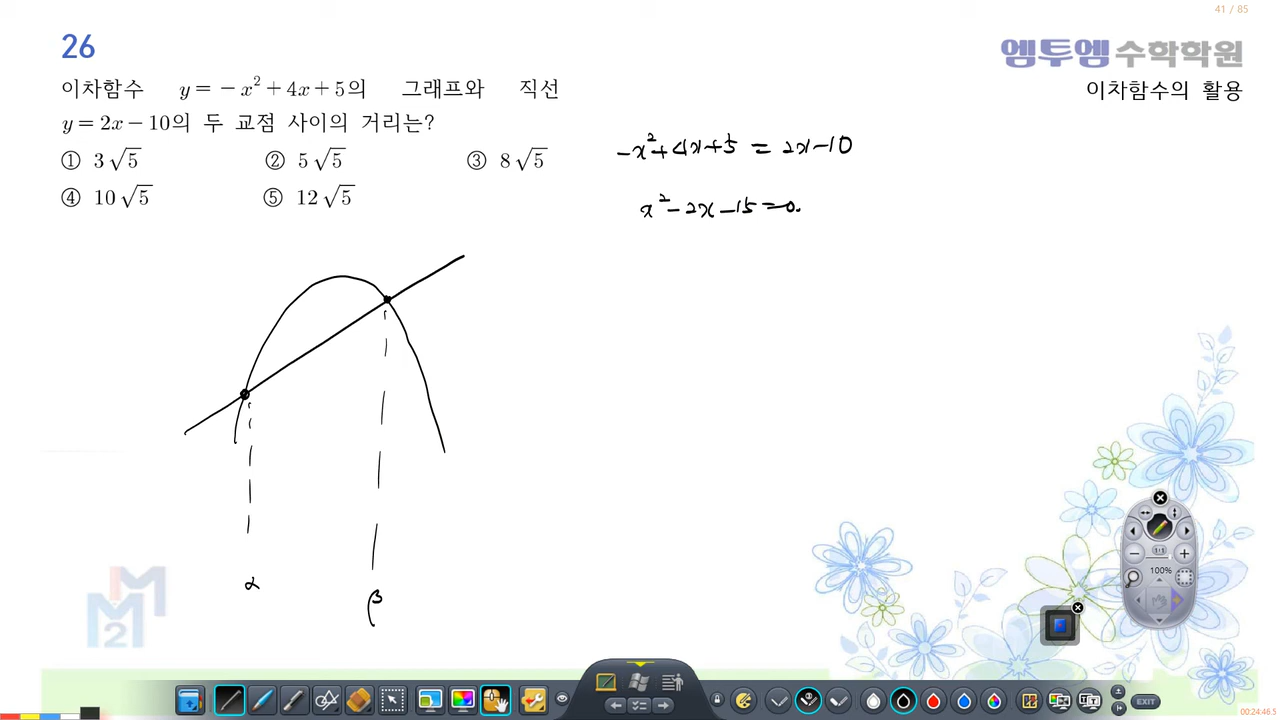 41 / 85
26
엠투엠수학학원
이차함수의 활용
이차함수 y = −x² + 4x + 5의 그래프와 직선
y = 2x − 10의 두 교점 사이의 거리는?
① 3√5 ② 5√5 ③ 8√5
④ 10√5 ⑤ 12√5
−x²+4x+5 = 2x−10
x²−2x−15=0.
α β
M M 2
100%
1:1
EXIT
00:24:46.5